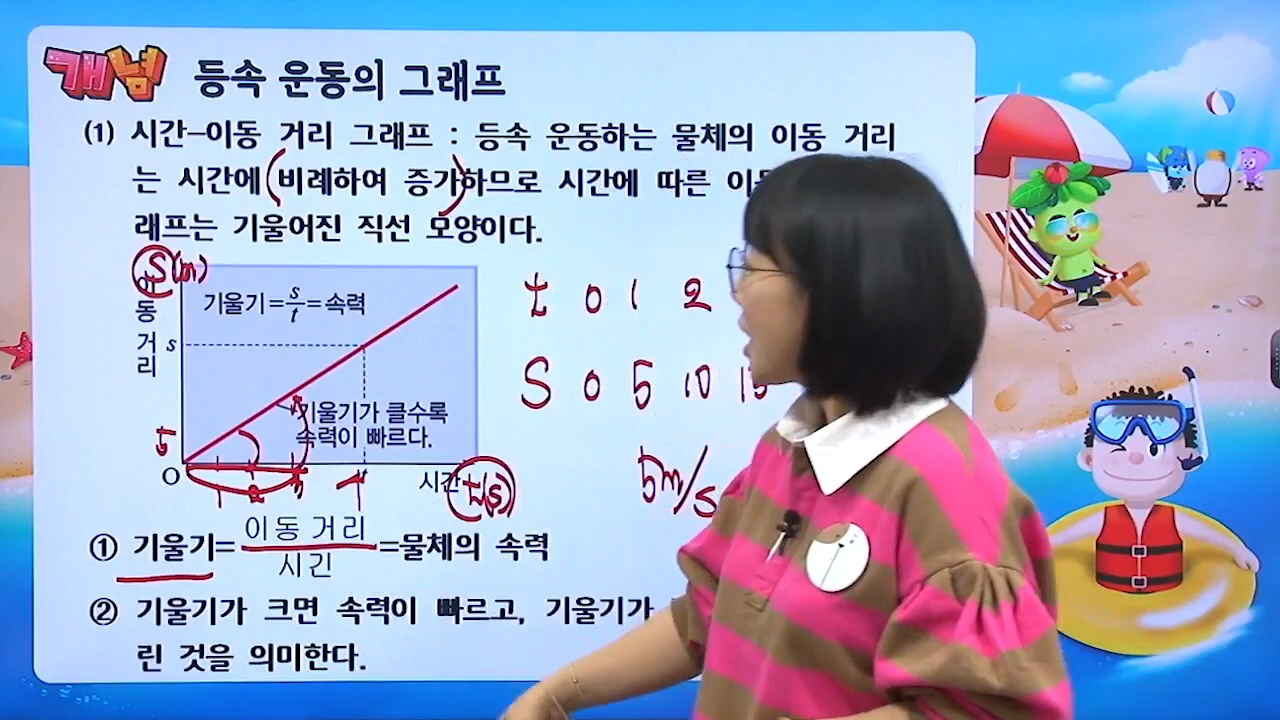 개념 등속 운동의 그래프
(1) 시간-이동 거리 그래프 : 등속 운동하는 물체의 이동 거리
는 시간에 비례하여 증가하므로 시간에 따른
래프는 기울어진 직선 모양이다.
S(m)
동
거
리
기울기=s/t=속력
s
기울기가 클수록
속력이 빠르다.
5
O
1 2 3
시간 t(s)
t 0 1 2
S 0 5 10 15
5m/s
① 기울기=이동 거리/시간=물체의 속력
② 기울기가 크면 속력이 빠르고, 기울기가
린 것을 의미한다.